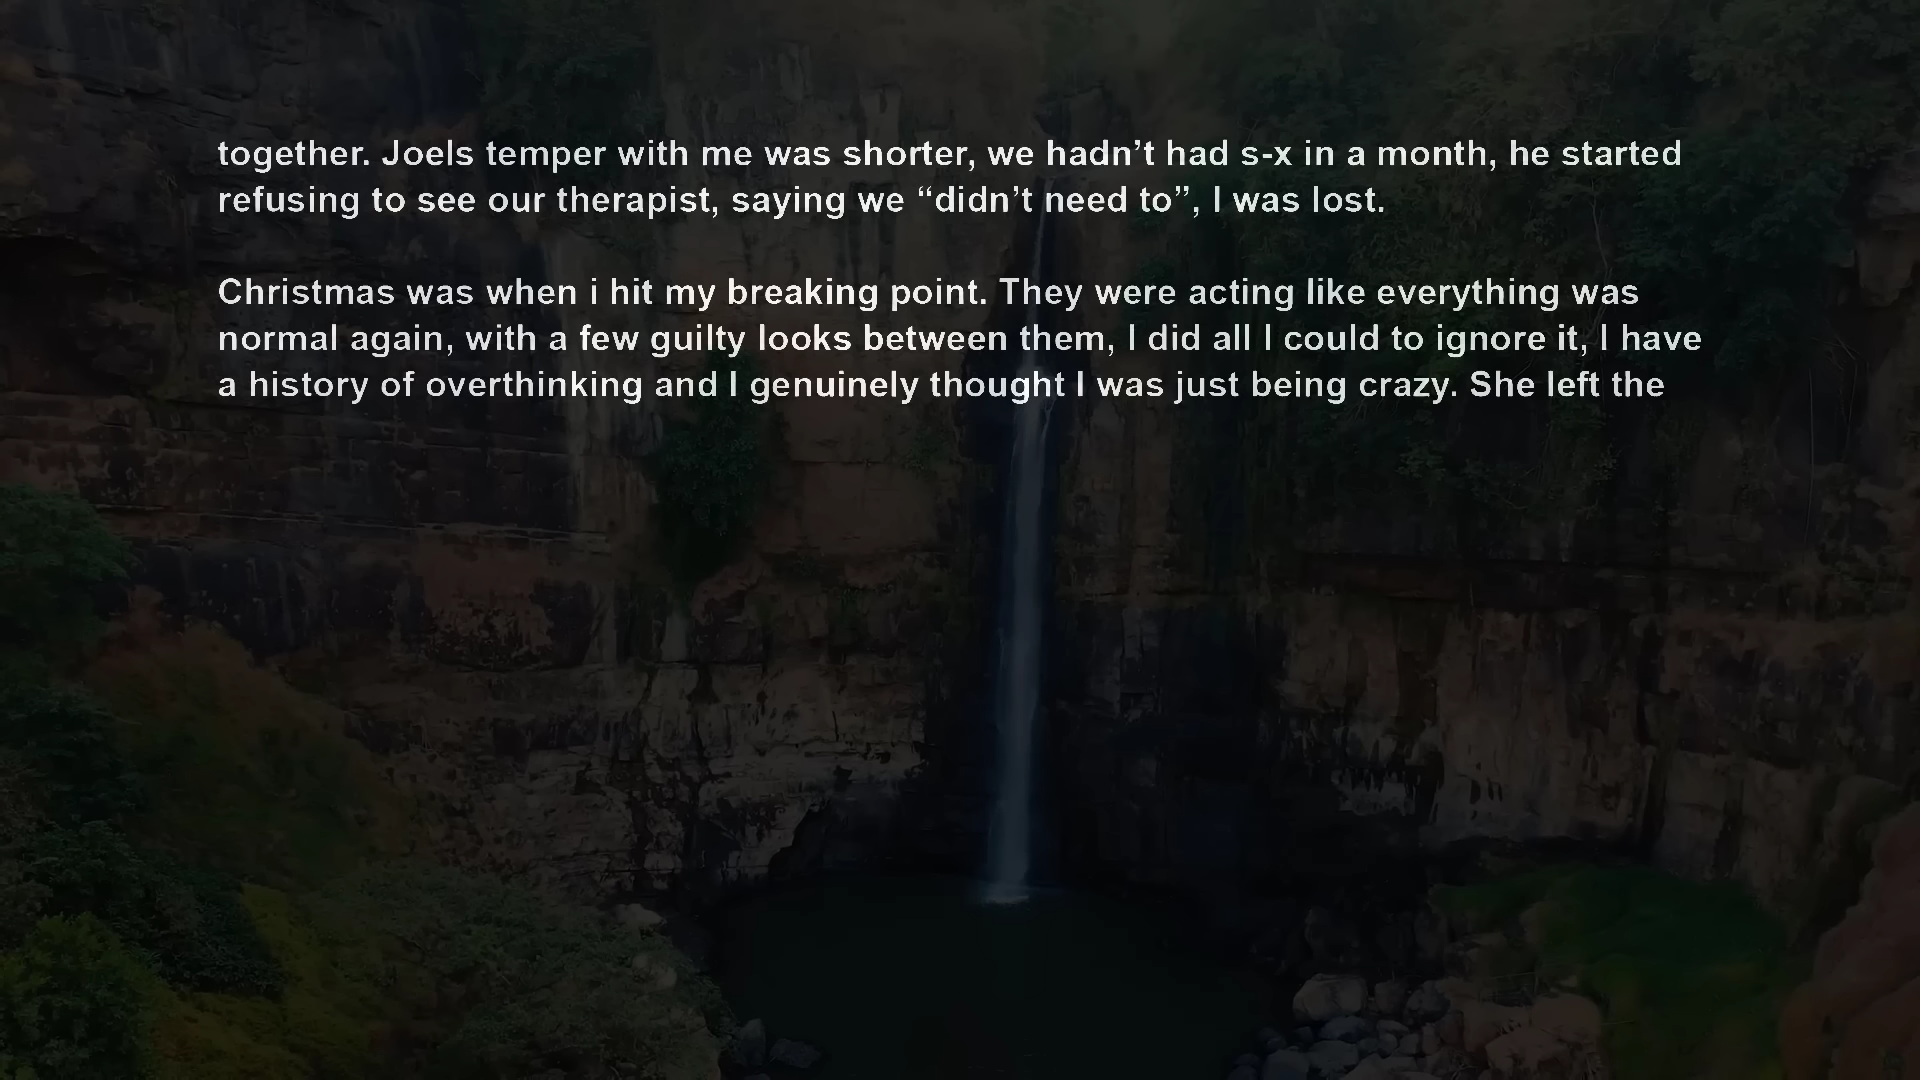 together. Joels temper with me was shorter, we hadn’t had s-x in a month, he started
refusing to see our therapist, saying we “didn’t need to”, I was lost.
Christmas was when i hit my breaking point. They were acting like everything was
normal again, with a few guilty looks between them, I did all I could to ignore it, I have
a history of overthinking and I genuinely thought I was just being crazy. She left the